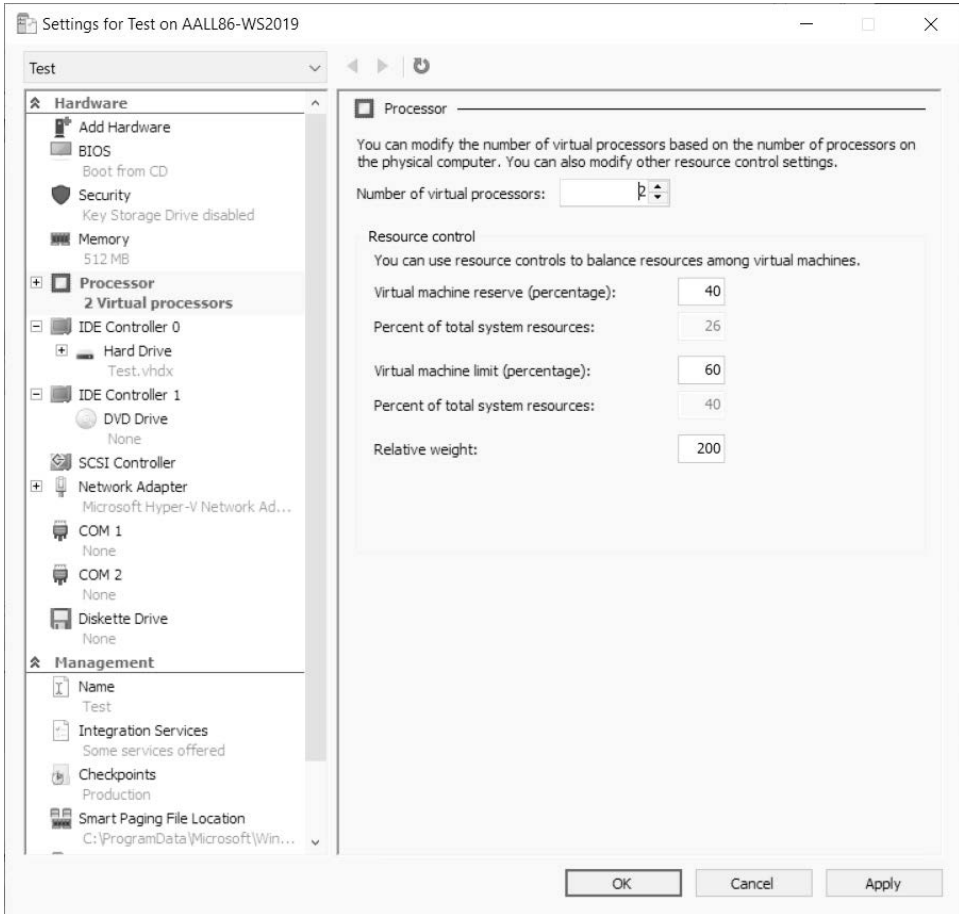 Settings for Test on AALL86-WS2019
Test
Hardware
Add Hardware
BIOS
Boot from CD
Security
Key Storage Drive disabled
Memory
512 MB
Processor
2 Virtual processors
IDE Controller 0
Hard Drive
Test.vhdx
IDE Controller 1
DVD Drive
None
SCSI Controller
Network Adapter
Microsoft Hyper-V Network Ad...
COM 1
None
COM 2
None
Diskette Drive
None
Management
Name
Test
Integration Services
Some services offered
Checkpoints
Production
Smart Paging File Location
C:\ProgramData\Microsoft\Win...
Processor
You can modify the number of virtual processors based on the number of processors on
the physical computer. You can also modify other resource control settings.
Number of virtual processors: 2
Resource control
You can use resource controls to balance resources among virtual machines.
Virtual machine reserve (percentage): 40
Percent of total system resources: 26
Virtual machine limit (percentage): 60
Percent of total system resources: 40
Relative weight: 200
OK Cancel Apply